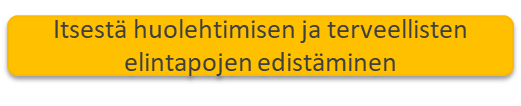 Itsestä huolehtimisen ja terveellisten
elintapojen edistäminen